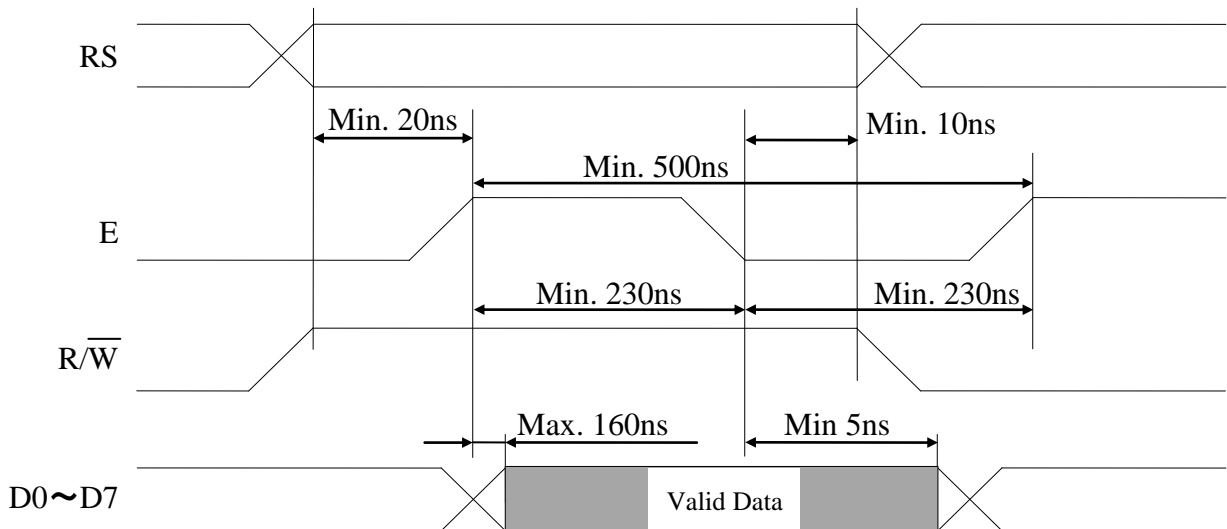 RS
Min. 20ns
Min. 10ns
Min. 500ns
E
Min. 230ns
Min. 230ns
R/W̅
Max. 160ns
Min 5ns
D0～D7
Valid Data